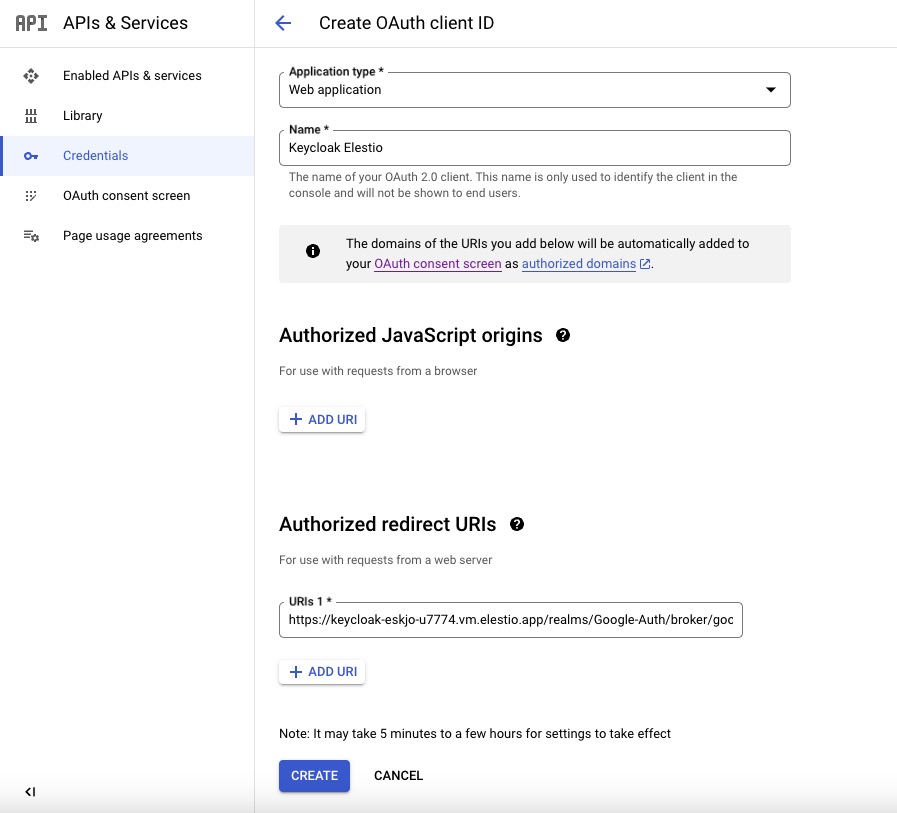 API APIs & Services
Enabled APIs & services
Library
Credentials
OAuth consent screen
Page usage agreements
Create OAuth client ID
Application type *
Web application
Name *
Keycloak Elestio
The name of your OAuth 2.0 client. This name is only used to identify the client in the
console and will not be shown to end users.
The domains of the URIs you add below will be automatically added to
your OAuth consent screen as authorized domains.
Authorized JavaScript origins
For use with requests from a browser
ADD URI
Authorized redirect URIs
For use with requests from a web server
URIs 1 *
https://keycloak-eskjo-u7774.vm.elestio.app/realms/Google-Auth/broker/goc
ADD URI
Note: It may take 5 minutes to a few hours for settings to take effect
CREATE CANCEL